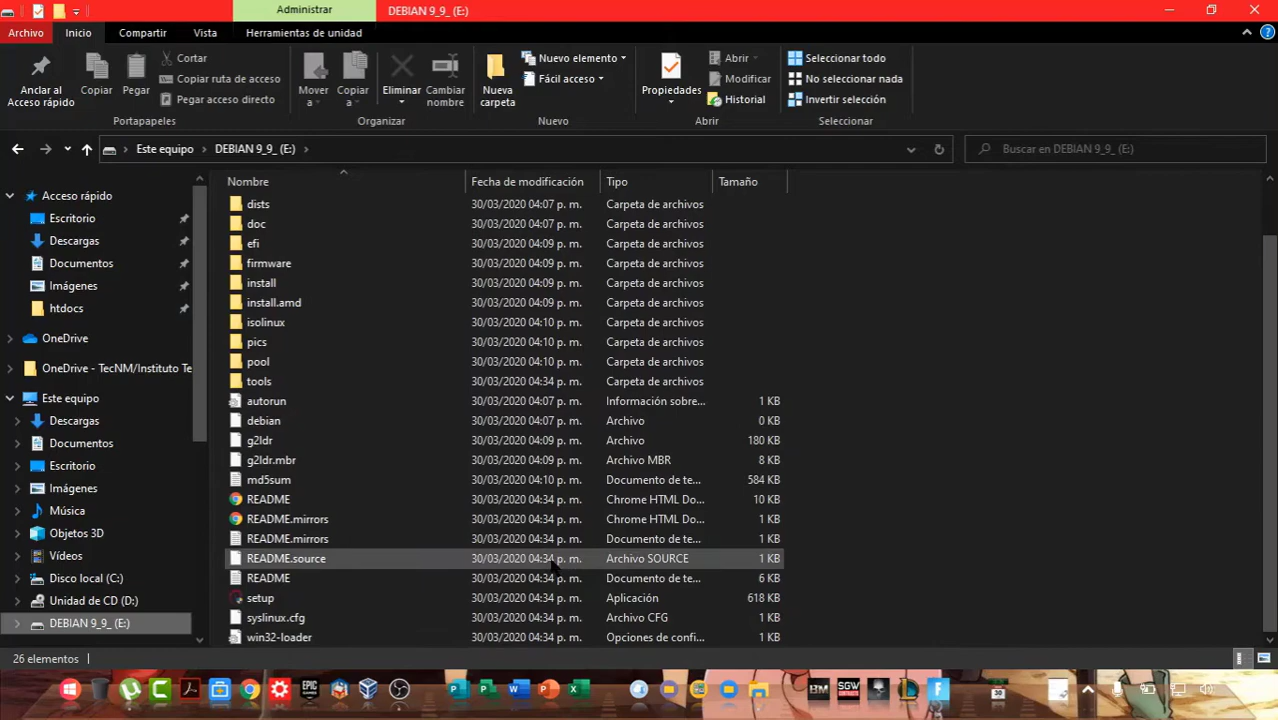 Administrar DEBIAN 9_9_ (E:)
Archivo Inicio Compartir Vista Herramientas de unidad
Anclar al Acceso rápido
Copiar
Pegar
Cortar
Copiar ruta de acceso
Pegar acceso directo
Portapapeles
Mover a
Copiar a
Eliminar
Cambiar nombre
Organizar
Nueva carpeta
Nuevo elemento
Fácil acceso
Nuevo
Propiedades
Abrir
Modificar
Historial
Abrir
Seleccionar todo
No seleccionar nada
Invertir selección
Seleccionar
Este equipo DEBIAN 9_9_ (E:)
Buscar en DEBIAN 9_9_ (E:)
Acceso rápido
Escritorio
Descargas
Documentos
Imágenes
htdocs
OneDrive
OneDrive - TecNM/Instituto Te
Este equipo
Descargas
Documentos
Escritorio
Imágenes
Música
Objetos 3D
Vídeos
Disco local (C:)
Unidad de CD (D:)
DEBIAN 9_9_ (E:)
Nombre Fecha de modificación Tipo Tamaño
dists 30/03/2020 04:07 p. m. Carpeta de archivos
doc 30/03/2020 04:07 p. m. Carpeta de archivos
efi 30/03/2020 04:09 p. m. Carpeta de archivos
firmware 30/03/2020 04:09 p. m. Carpeta de archivos
install 30/03/2020 04:09 p. m. Carpeta de archivos
install.amd 30/03/2020 04:09 p. m. Carpeta de archivos
isolinux 30/03/2020 04:10 p. m. Carpeta de archivos
pics 30/03/2020 04:10 p. m. Carpeta de archivos
pool 30/03/2020 04:10 p. m. Carpeta de archivos
tools 30/03/2020 04:34 p. m. Carpeta de archivos
autorun 30/03/2020 04:07 p. m. Información sobre... 1 KB
debian 30/03/2020 04:07 p. m. Archivo 0 KB
g2ldr 30/03/2020 04:09 p. m. Archivo 180 KB
g2ldr.mbr 30/03/2020 04:09 p. m. Archivo MBR 8 KB
md5sum 30/03/2020 04:10 p. m. Documento de te... 584 KB
README 30/03/2020 04:34 p. m. Chrome HTML Do... 10 KB
README.mirrors 30/03/2020 04:34 p. m. Chrome HTML Do... 1 KB
README.mirrors 30/03/2020 04:34 p. m. Documento de te... 1 KB
README.source 30/03/2020 04:34 p. m. Archivo SOURCE 1 KB
README 30/03/2020 04:34 p. m. Documento de te... 6 KB
setup 30/03/2020 04:34 p. m. Aplicación 618 KB
syslinux.cfg 30/03/2020 04:34 p. m. Archivo CFG 1 KB
win32-loader 30/03/2020 04:34 p. m. Opciones de confi... 1 KB
26 elementos
EPIC GAMES
BM
SGW
30